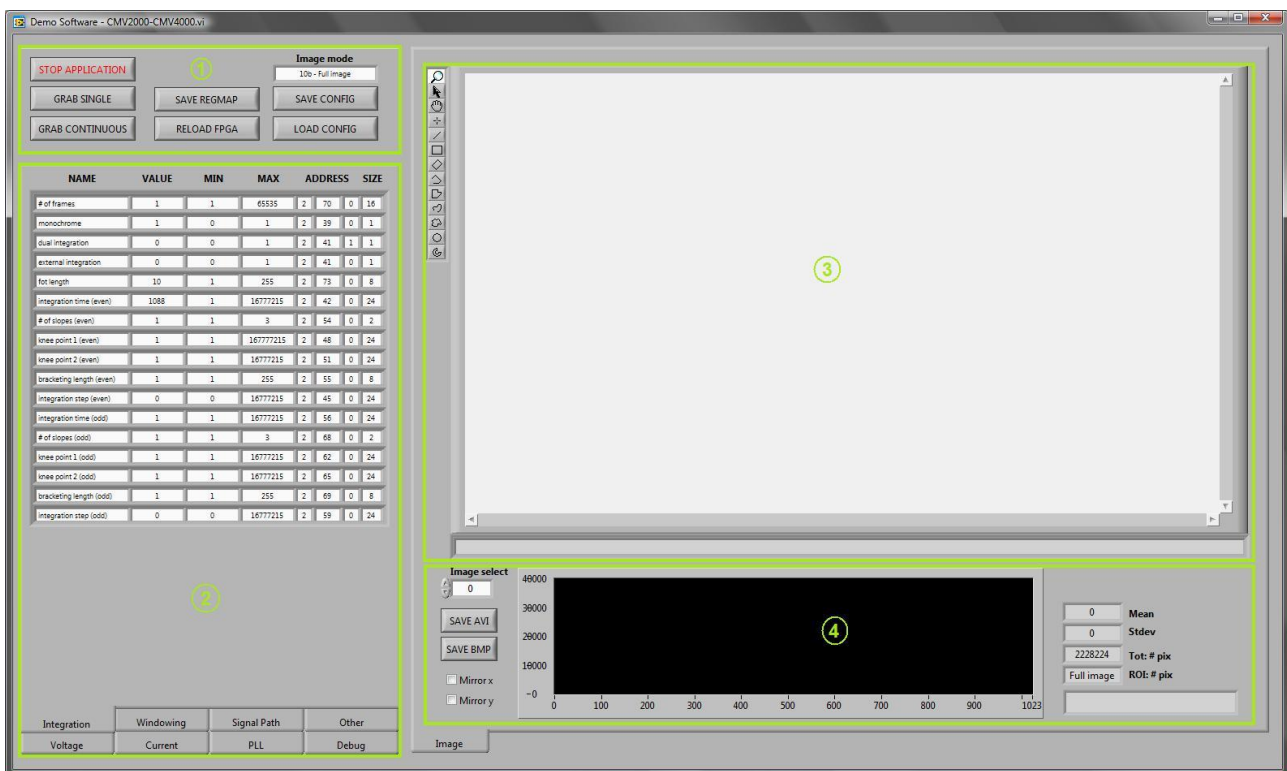 Demo Software - CMV2000-CMV4000.vi
STOP APPLICATION
1
Image mode
10b - Full image
GRAB SINGLE
SAVE REGMAP
SAVE CONFIG
GRAB CONTINUOUS
RELOAD FPGA
LOAD CONFIG
NAME VALUE MIN MAX ADDRESS SIZE
# of frames 1 1 65535 2 70 0 16
monochrome 1 0 1 2 39 0 1
dual integration 0 0 1 2 41 1 1
external integration 0 0 1 2 41 0 1
fot length 10 1 255 2 73 0 8
integration time (even) 1088 1 16777215 2 42 0 24
# of slopes (even) 1 1 3 2 54 0 2
knee point 1 (even) 1 1 167777215 2 48 0 24
knee point 2 (even) 1 1 16777215 2 51 0 24
bracketing length (even) 1 1 255 2 55 0 8
integration step (even) 0 0 16777215 2 45 0 24
integration time (odd) 1 1 16777215 2 56 0 24
# of slopes (odd) 1 1 3 2 68 0 2
knee point 1 (odd) 1 1 16777215 2 62 0 24
knee point 2 (odd) 1 1 16777215 2 65 0 24
bracketing length (odd) 1 1 255 2 69 0 8
integration step (odd) 0 0 16777215 2 59 0 24
2
Integration Windowing Signal Path Other
Voltage Current PLL Debug
3
Image select
0
SAVE AVI
SAVE BMP
Mirror x
Mirror y
40000
30000
20000
10000
-0
0 100 200 300 400 500 600 700 800 900 1023
4
0 Mean
0 Stdev
2228224 Tot: # pix
Full image ROI: # pix
Image